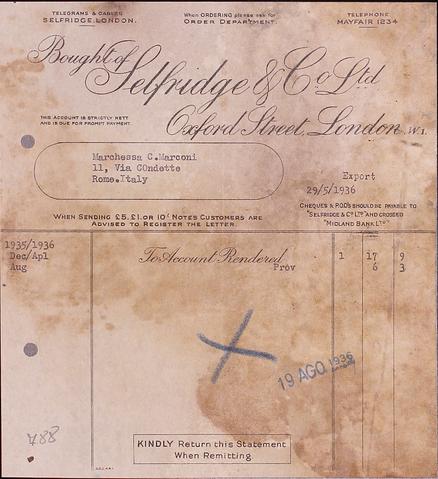 TELEGRAMS & CABLES
SELFRIDGE, LONDON.
When ORDERING please ask for
ORDER DEPARTMENT.
TELEPHONE
MAYFAIR 1234
Bought of
Selfridge & Co Ltd
Oxford Street, London. W.1.
THIS ACCOUNT IS STRICTLY NETT
AND IS DUE FOR PROMPT PAYMENT.
Marchessa C.Marconi
11, Via COndette
Rome.Italy
Export
29/5/1936
CHEQUES & P.O.DS SHOULD BE PAYABLE TO
"SELFRIDGE & CO LTD" AND CROSSED
"MIDLAND BANK LTD"
WHEN SENDING £5, £1, OR 10/- NOTES CUSTOMERS ARE
ADVISED TO REGISTER THE LETTER.
1935/1936
Dec/Apl To Account Rendered 1 17 9
Aug Prov 6 3
19 AGO. 1936
488
KINDLY Return this Statement
When Remitting.